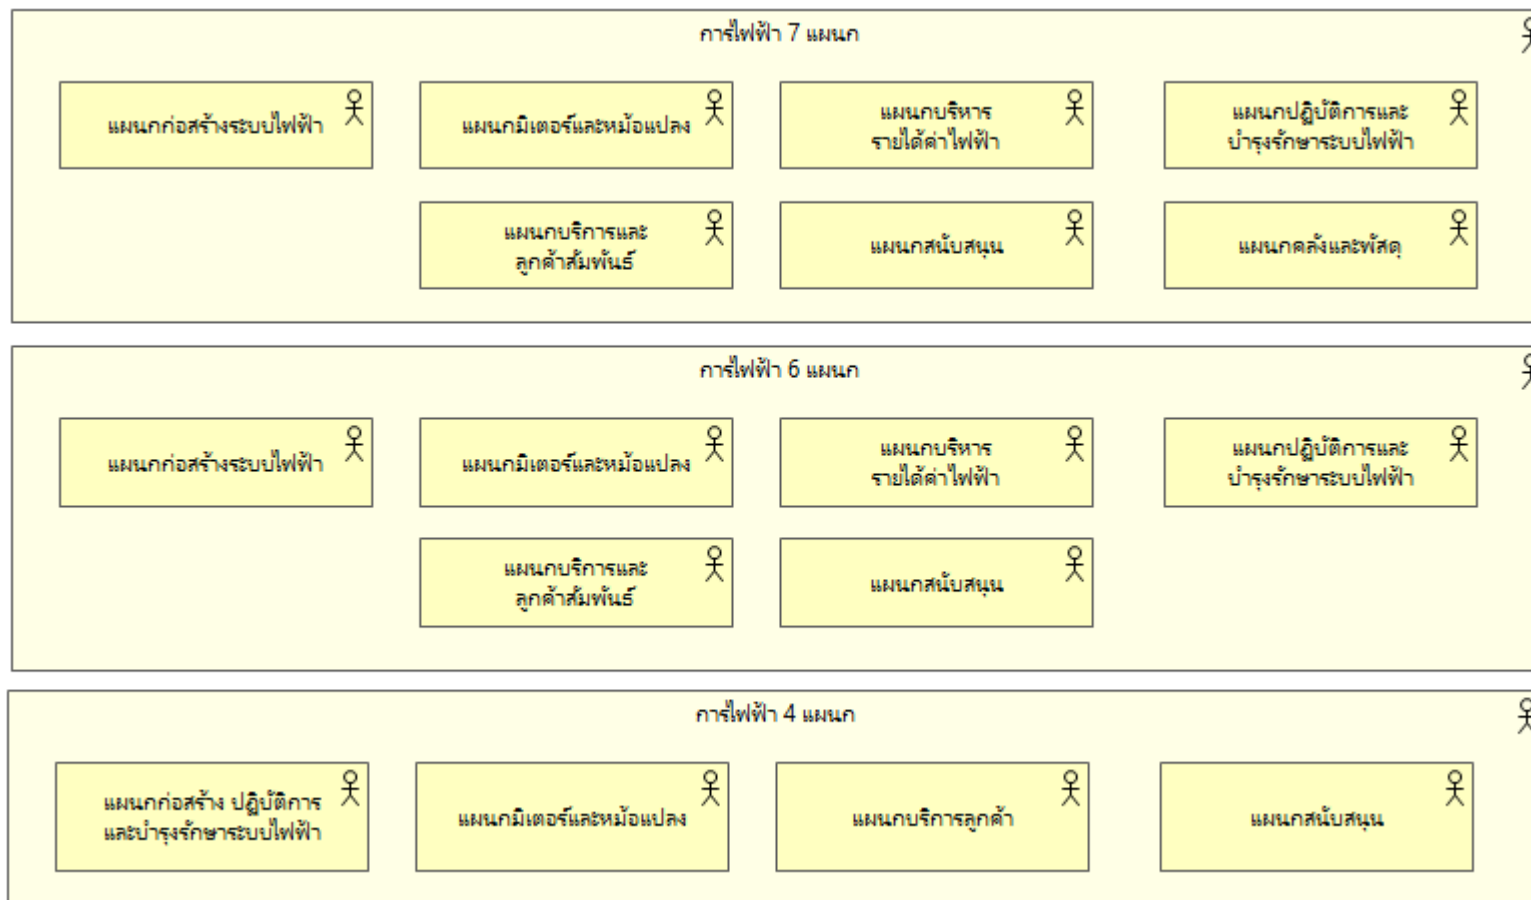 การไฟฟ้า 7 แผนก
แผนกก่อสร้างระบบไฟฟ้า
แผนกมิเตอร์และหม้อแปลง
แผนกบริหาร
รายได้ค่าไฟฟ้า
แผนกปฏิบัติการและ
บำรุงรักษาระบบไฟฟ้า
แผนกบริการและ
ลูกค้าสัมพันธ์
แผนกสนับสนุน
แผนกคลังและพัสดุ
การไฟฟ้า 6 แผนก
แผนกก่อสร้างระบบไฟฟ้า
แผนกมิเตอร์และหม้อแปลง
แผนกบริหาร
รายได้ค่าไฟฟ้า
แผนกปฏิบัติการและ
บำรุงรักษาระบบไฟฟ้า
แผนกบริการและ
ลูกค้าสัมพันธ์
แผนกสนับสนุน
การไฟฟ้า 4 แผนก
แผนกก่อสร้าง ปฏิบัติการ
และบำรุงรักษาระบบไฟฟ้า
แผนกมิเตอร์และหม้อแปลง
แผนกบริการลูกค้า
แผนกสนับสนุน